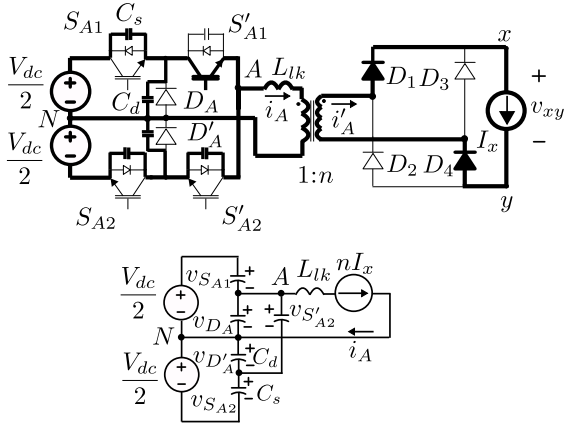 S_{A1} C_s S'_{A1}
V_{dc}/2 N V_{dc}/2
C_d D_A D'_A
S_{A2} S'_{A2}
A L_{lk}
i_A i'_A
1:n
D_1 D_3
D_2 D_4
x
I_x + v_{xy} −
y
V_{dc}/2 + −
N
V_{dc}/2 + −
v_{S_{A1}} + −
v_{D_A} + −
v_{D'_A} + − C_d
v_{S_{A2}} + − C_s
A L_{lk} nI_x
+ − v_{S'_{A2}}
i_A